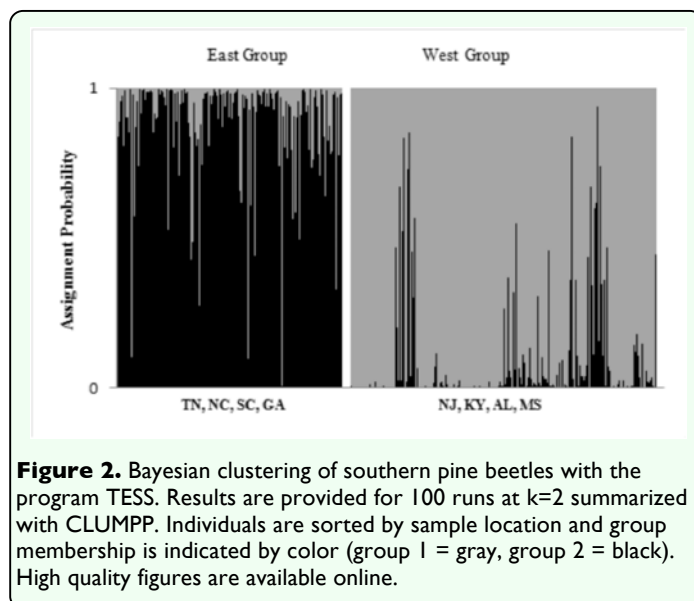 East Group West Group
1
Assignment Probability
0
TN, NC, SC, GA NJ, KY, AL, MS
Figure 2. Bayesian clustering of southern pine beetles with the
program TESS. Results are provided for 100 runs at k=2 summarized
with CLUMPP. Individuals are sorted by sample location and group
membership is indicated by color (group 1 = gray, group 2 = black).
High quality figures are available online.